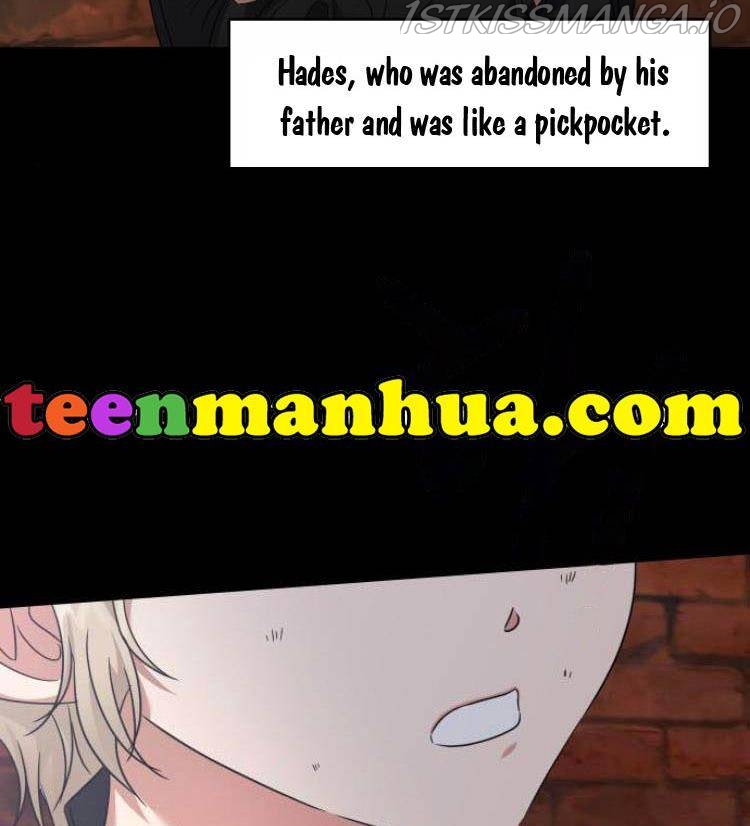 1STKISSMANGA.IO
Hades, who was abandoned by his
father and was like a pickpocket.
teenmanhua.com